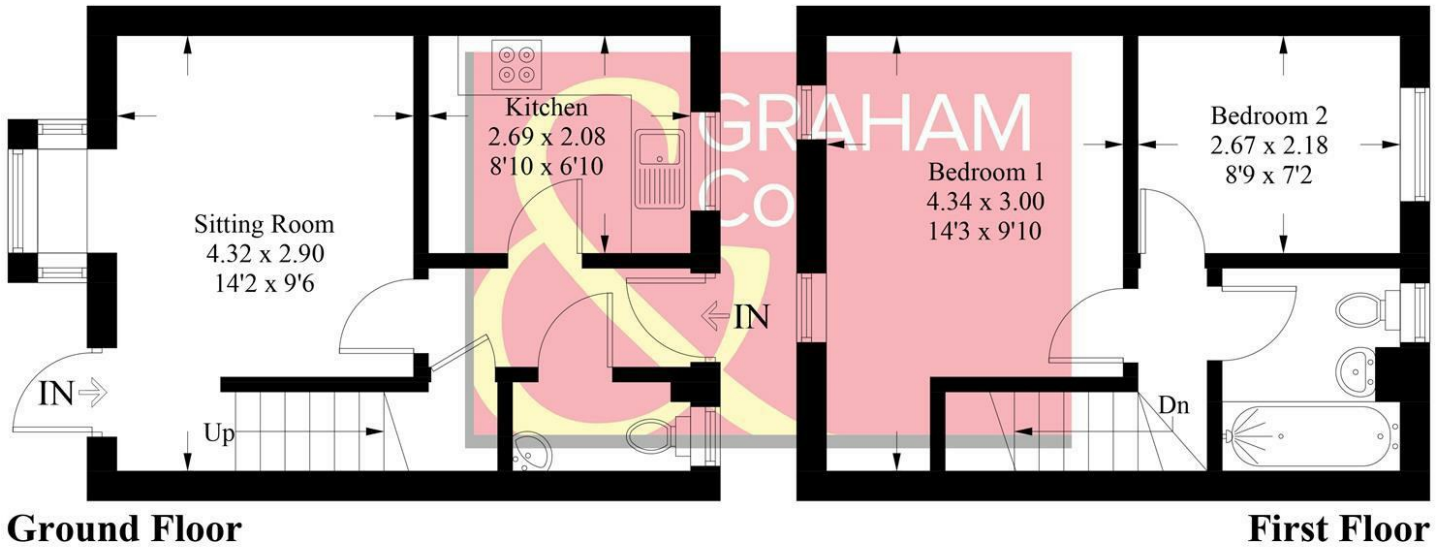 GRAHAM
&
Co
Kitchen
2.69 x 2.08
8'10 x 6'10
Sitting Room
4.32 x 2.90
14'2 x 9'6
IN
IN
Up
Bedroom 1
4.34 x 3.00
14'3 x 9'10
Bedroom 2
2.67 x 2.18
8'9 x 7'2
Dn
Ground Floor
First Floor